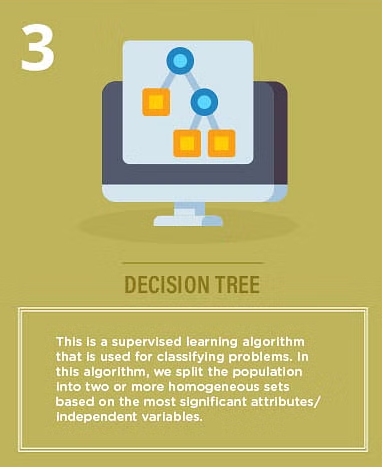 3
DECISION TREE
This is a supervised learning algorithm
that is used for classifying problems. In
this algorithm, we split the population
into two or more homogeneous sets
based on the most significant attributes/
independent variables.